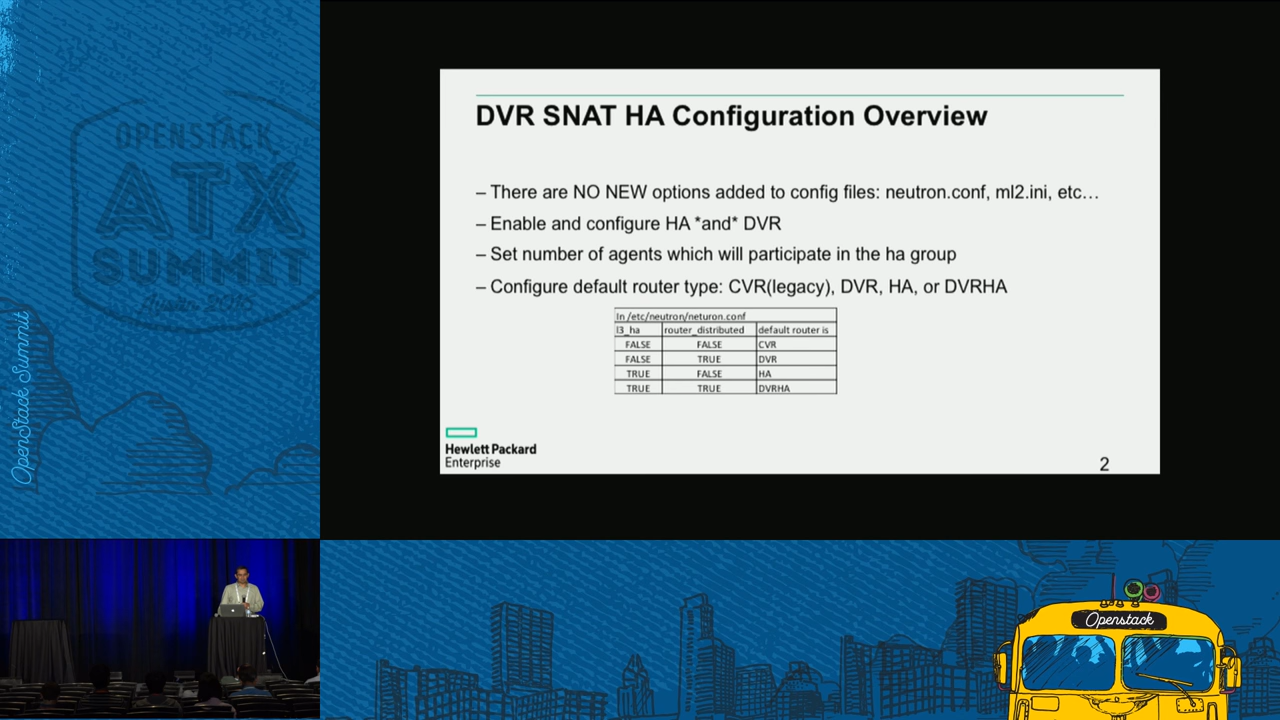 OPENSTACK
ATX
SUMMIT
OpenStack Summit
DVR SNAT HA Configuration Overview
– There are NO NEW options added to config files: neutron.conf, ml2.ini, etc…
– Enable and configure HA *and* DVR
– Set number of agents which will participate in the ha group
– Configure default router type: CVR(legacy), DVR, HA, or DVRHA
In /etc/neutron/neturon.conf
l3_ha router_distributed default router is
FALSE FALSE CVR
FALSE TRUE DVR
TRUE FALSE HA
TRUE TRUE DVRHA
Hewlett Packard
Enterprise
2
Openstack